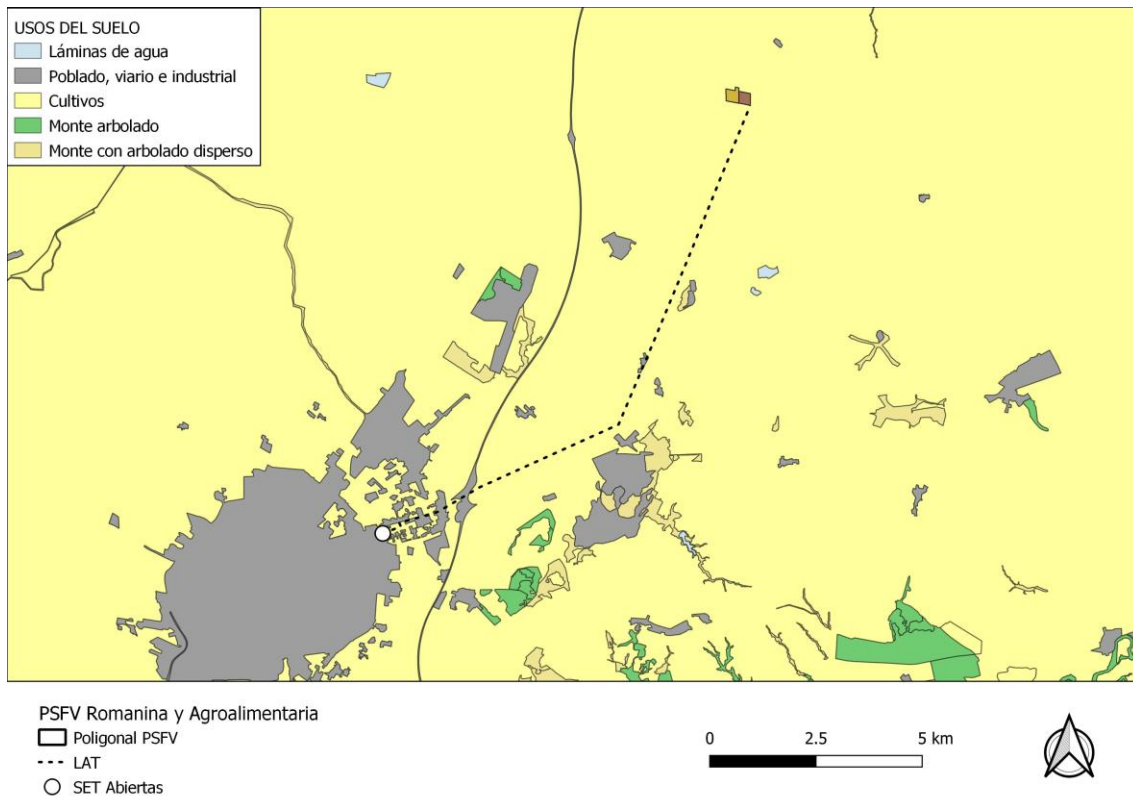 USOS DEL SUELO
Láminas de agua
Poblado, viario e industrial
Cultivos
Monte arbolado
Monte con arbolado disperso
PSFV Romanina y Agroalimentaria
Poligonal PSFV
LAT
SET Abiertas
0 2.5 5 km